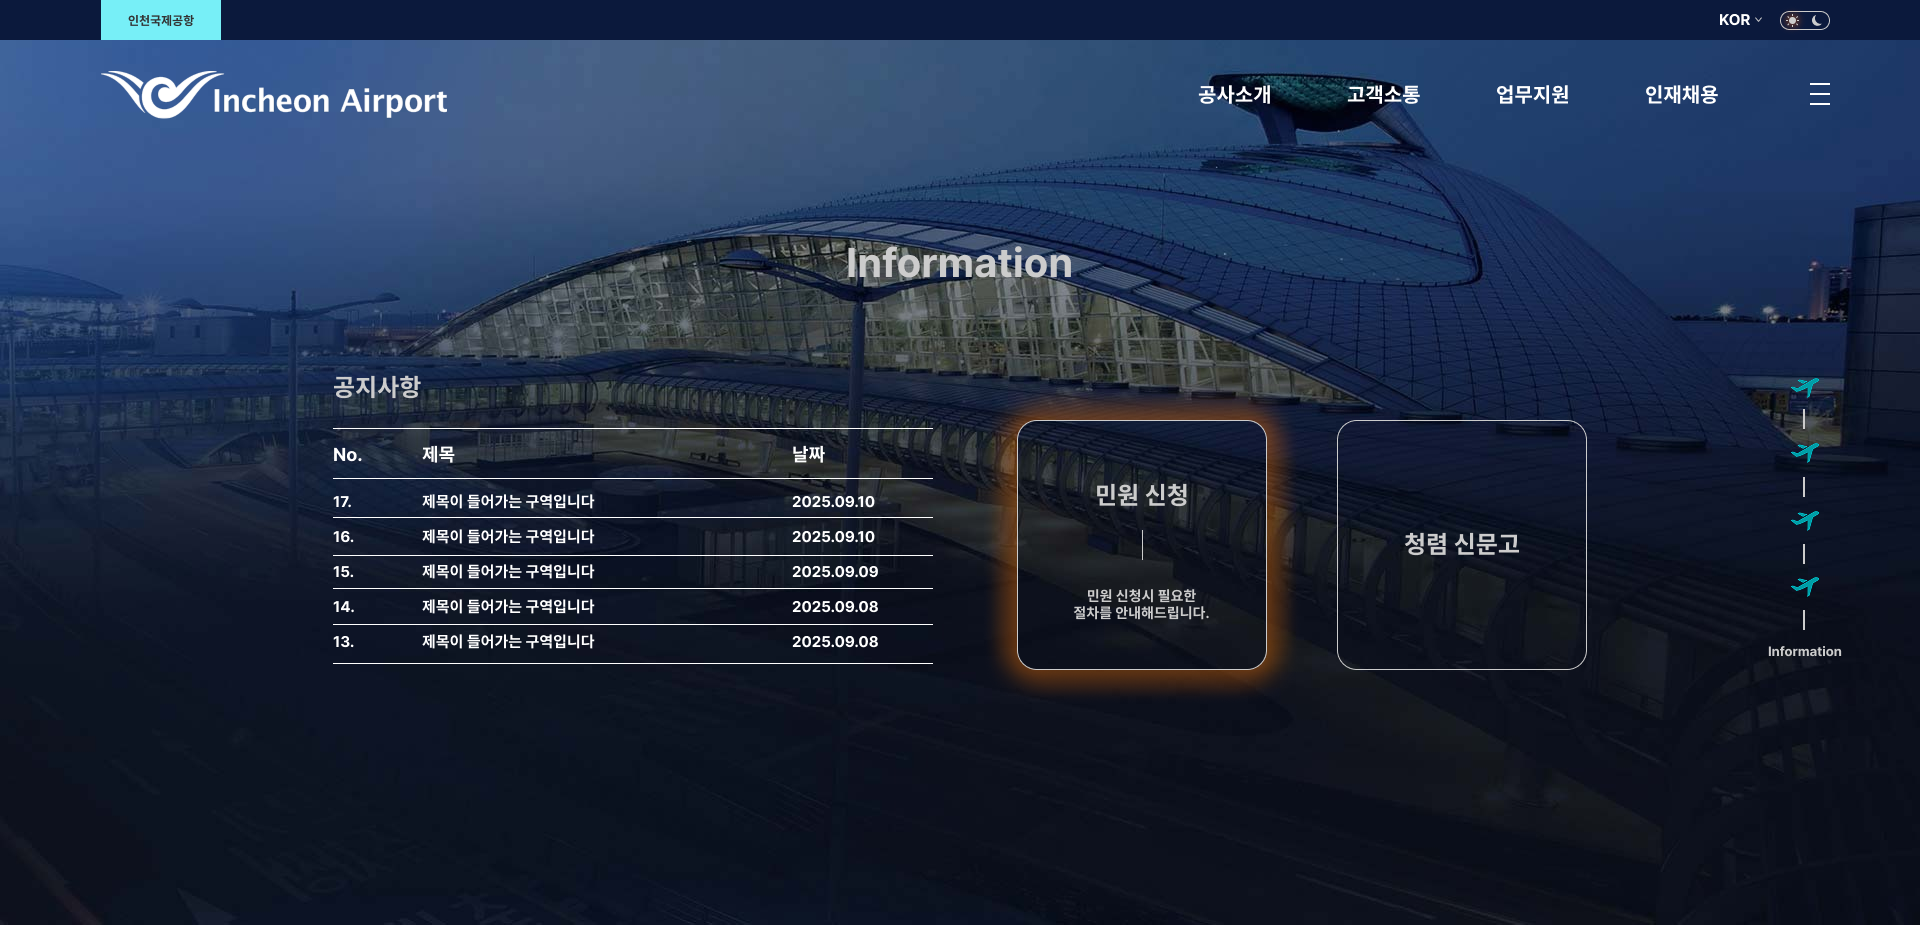 인천국제공항
KOR
Incheon Airport
공사소개
고객소통
업무지원
인재채용
Information
공지사항
No. 제목 날짜
17. 제목이 들어가는 구역입니다 2025.09.10
16. 제목이 들어가는 구역입니다 2025.09.10
15. 제목이 들어가는 구역입니다 2025.09.09
14. 제목이 들어가는 구역입니다 2025.09.08
13. 제목이 들어가는 구역입니다 2025.09.08
민원 신청
민원 신청시 필요한
절차를 안내해드립니다.
청렴 신문고
Information